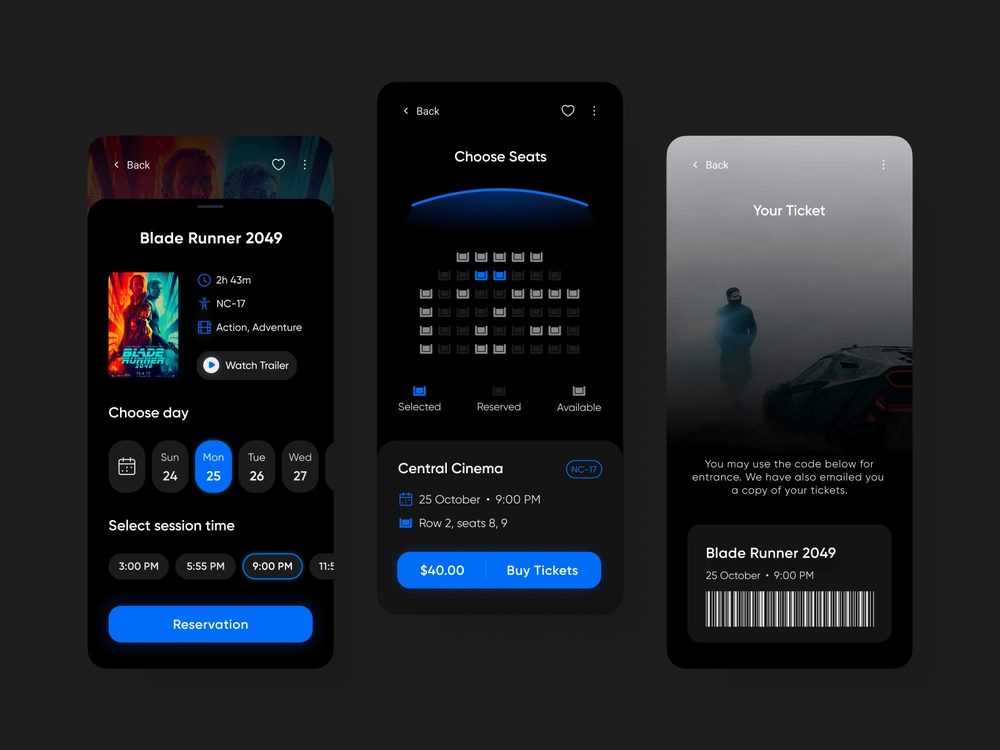 Back
Blade Runner 2049
2h 43m
NC-17
Action, Adventure
BLADE
RUNNER
2049
Watch Trailer
Choose day
Sun
24
Mon
25
Tue
26
Wed
27
Select session time
3:00 PM
5:55 PM
9:00 PM
11:5
Reservation
Back
Choose Seats
Selected
Reserved
Available
Central Cinema
NC-17
25 October • 9:00 PM
Row 2, seats 8, 9
$40.00
Buy Tickets
Back
Your Ticket
You may use the code below for
entrance. We have also emailed you
a copy of your tickets.
Blade Runner 2049
25 October • 9:00 PM